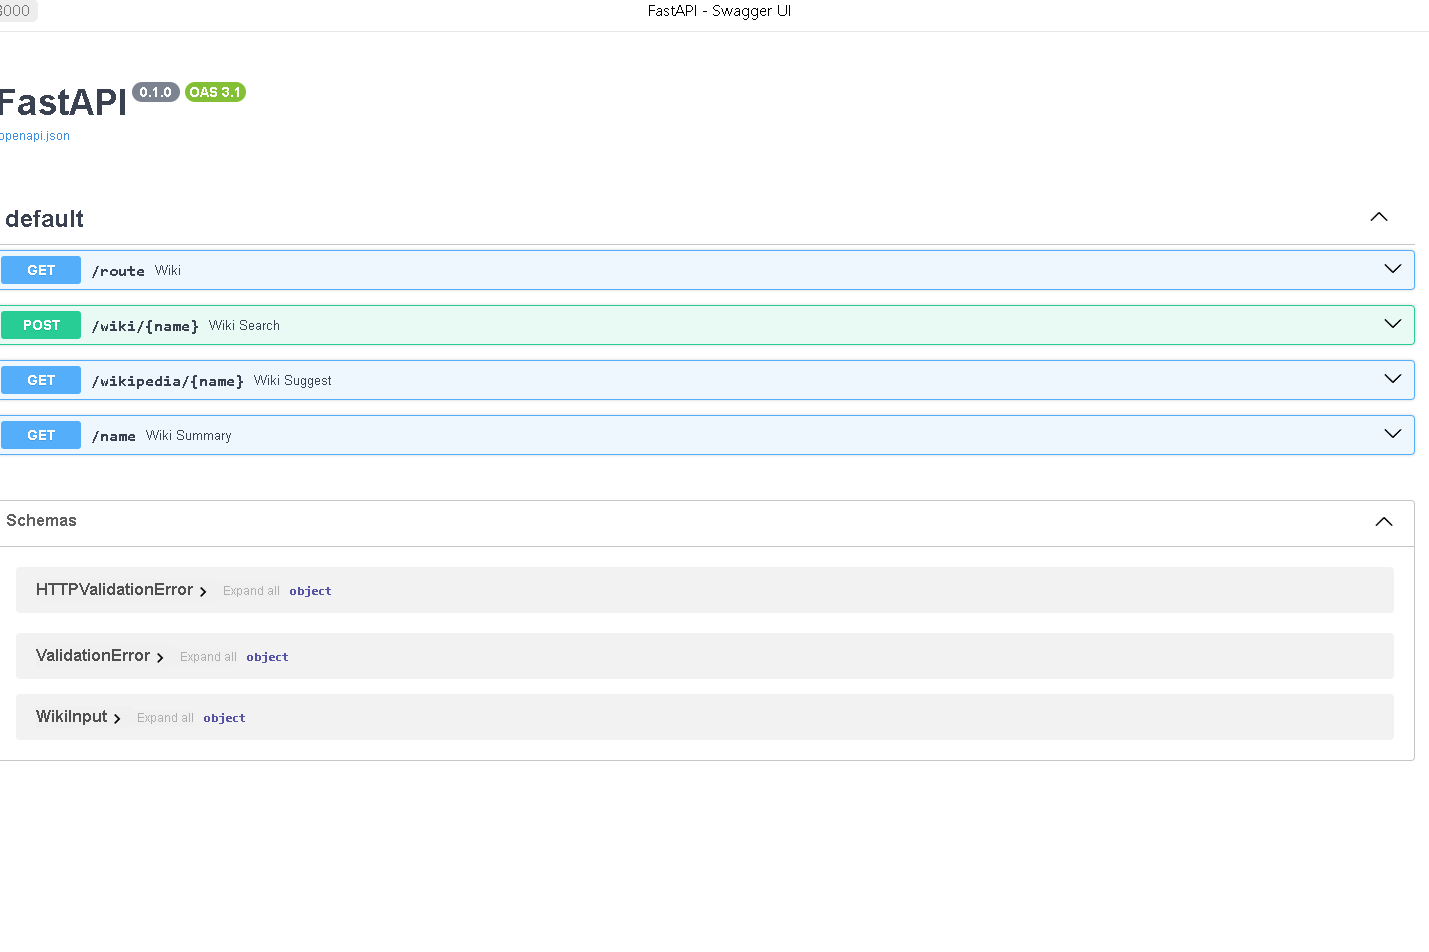 FastAPI - Swagger UI
FastAPI 0.1.0 OAS 3.1
openapi.json
default
GET /route Wiki
POST /wiki/{name} Wiki Search
GET /wikipedia/{name} Wiki Suggest
GET /name Wiki Summary
Schemas
HTTPValidationError Expand all object
ValidationError Expand all object
WikiInput Expand all object